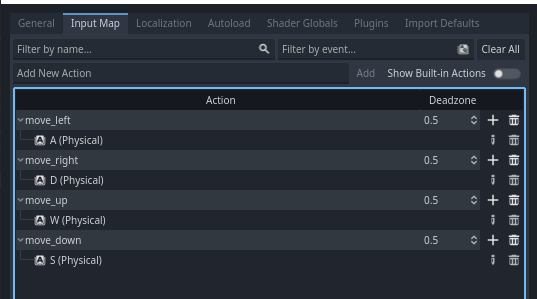 General Input Map Localization Autoload Shader Globals Plugins Import Defaults
Filter by name... Filter by event... Clear All
Add New Action Add Show Built-in Actions
Action Deadzone
move_left 0.5
A (Physical)
move_right 0.5
D (Physical)
move_up 0.5
W (Physical)
move_down 0.5
S (Physical)